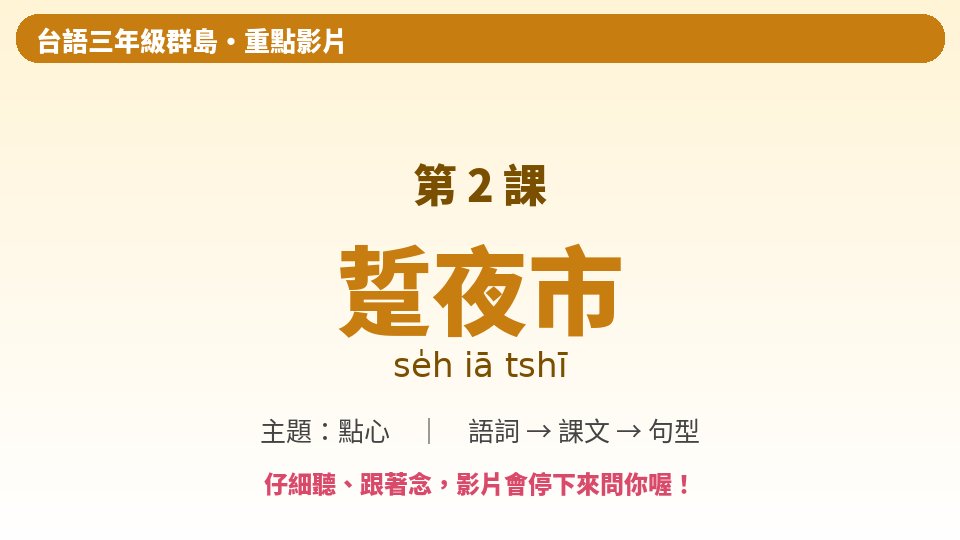 台語三年級群島・重點影片
第 2 課
踅夜市
se̍h iā tshī
主題：點心 ｜ 語詞 → 課文 → 句型
仔細聽、跟著念，影片會停下來問你喔！